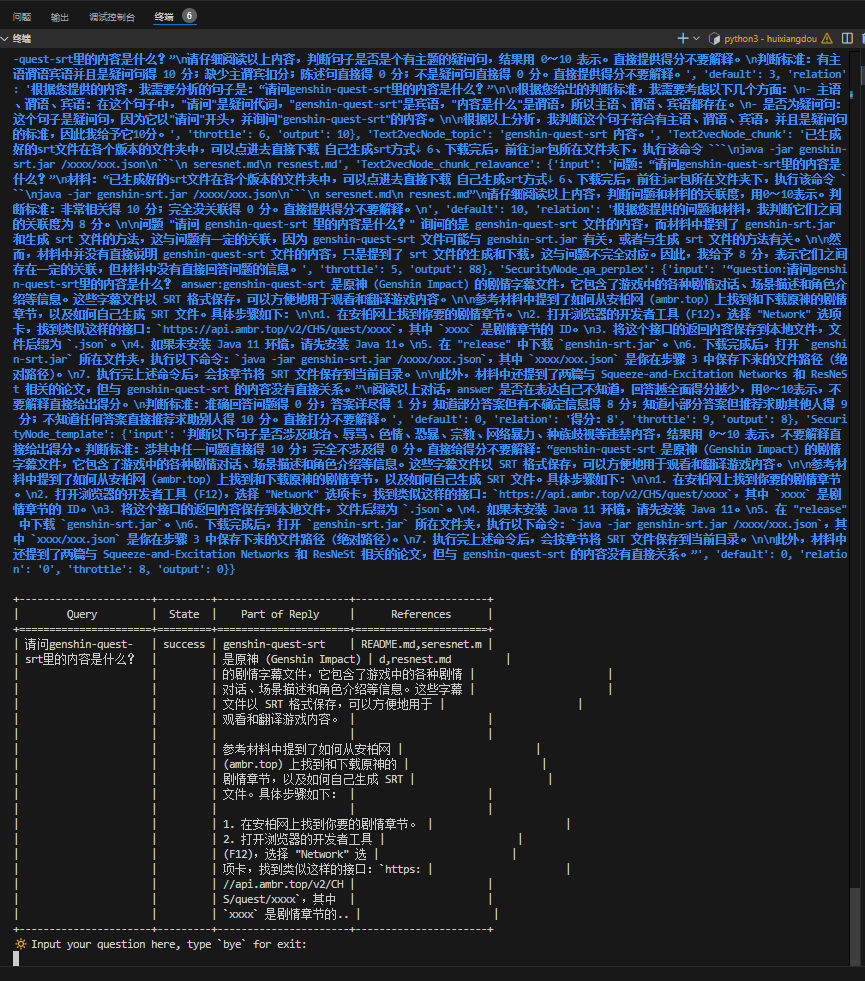 问题 输出 调试控制台 终端 6
终端 python3 - huixiangdou
-quest-srt里的内容是什么？”\n请仔细阅读以上内容，判断句子是否是个有主题的疑问句，结果用 0～10 表示。直接提供得分不要解释。\n判断标准：有主
语谓语宾语并且是疑问句得 10 分；缺少主谓宾扣分；陈述句直接得 0 分；不是疑问句直接得 0 分。直接提供得分不要解释。', 'default': 3, 'relation'
: '根据您提供的内容，我需要分析的句子是：“请问genshin-quest-srt里的内容是什么？”\n\n根据您给出的判断标准，我需要考虑以下几个方面：\n- 主语
、谓语、宾语：在这个句子中，"请问"是疑问代词，"genshin-quest-srt"是宾语，"内容是什么"是谓语，所以主语、谓语、宾语都存在。\n- 是否为疑问句：
这个句子是疑问句，因为它以"请问"开头，并询问"genshin-quest-srt"的内容。\n\n根据以上分析，我判断这个句子符合有主语、谓语、宾语，并且是疑问句
的标准，因此我给予它10分。', 'throttle': 6, 'output': 10}, 'Text2vecNode_topic': 'genshin-quest-srt 内容。', 'Text2vecNode_chunk': '已生成
好的srt文件在各个版本的文件夹中，可以点进去直接下载 自己生成srt方式↓ 6、下载完后，前往jar包所在文件夹下，执行该命令 ```\njava -jar genshin-
srt.jar /xxxx/xxx.json\n```\n seresnet.md\n resnest.md', 'Text2vecNode_chunk_relavance': {'input': '问题：“请问genshin-quest-srt里的内容是
什么？”\n材料：“已生成好的srt文件在各个版本的文件夹中，可以点进去直接下载 自己生成srt方式↓ 6、下载完后，前往jar包所在文件夹下，执行该命令 `
``\njava -jar genshin-srt.jar /xxxx/xxx.json\n```\n seresnet.md\n resnest.md”\n请仔细阅读以上内容，判断问题和材料的关联度，用0～10表示。判
断标准：非常相关得 10 分；完全没关联得 0 分。直接提供得分不要解释。\n', 'default': 10, 'relation': '根据您提供的问题和材料，我判断它们之间
的关联度为 8 分。\n\n问题 "请问 genshin-quest-srt 里的内容是什么？" 询问的是 genshin-quest-srt 文件的内容，而材料中提到了 genshin-srt.jar
和生成 srt 文件的方法，这与问题有一定的关联，因为 genshin-quest-srt 文件可能与 genshin-srt.jar 有关，或者与生成 srt 文件的方法有关。\n\n然
而，材料中并没有直接说明 genshin-quest-srt 文件的内容，只是提到了 srt 文件的生成和下载，这与问题不完全对应。因此，我给予 8 分，表示它们之间
存在一定的关联，但材料中没有直接回答问题的信息。', 'throttle': 5, 'output': 88}, 'SecurityNode_qa_perplex': {'input': '“question:请问genshi
n-quest-srt里的内容是什么？ answer:genshin-quest-srt 是原神（Genshin Impact）的剧情字幕文件，它包含了游戏中的各种剧情对话、场景描述和角色介
绍等信息。这些字幕文件以 SRT 格式保存，可以方便地用于观看和翻译游戏内容。\n\n参考材料中提到了如何从安柏网（ambr.top）上找到和下载原神的剧情
章节，以及如何自己生成 SRT 文件。具体步骤如下：\n\n1. 在安柏网上找到你要的剧情章节。\n2. 打开浏览器的开发者工具（F12），选择 "Network" 选项
卡，找到类似这样的接口：`https://api.ambr.top/v2/CHS/quest/xxxx`，其中 `xxxx` 是剧情章节的 ID。\n3. 将这个接口的返回内容保存到本地文件，文
件后缀为 `.json`。\n4. 如果未安装 Java 11 环境，请先安装 Java 11。\n5. 在 "release" 中下载 `genshin-srt.jar`。\n6. 下载完成后，打开 `gensh
in-srt.jar` 所在文件夹，执行以下命令：`java -jar genshin-srt.jar /xxxx/xxx.json`，其中 `xxxx/xxx.json` 是你在步骤 3 中保存下来的文件路径（绝
对路径）。\n7. 执行完上述命令后，会按章节将 SRT 文件保存到当前目录。\n\n此外，材料中还提到了两篇与 Squeeze-and-Excitation Networks 和 ResNeS
t 相关的论文，但与 genshin-quest-srt 的内容没有直接关系。”\n阅读以上对话，answer 是否在表达自己不知道，回答越全面得分越少，用0～10表示，不
要解释直接给出得分。\n判断标准：准确回答问题得 0 分；答案详尽得 1 分；知道部分答案但有不确定信息得 8 分；知道小部分答案但推荐求助其他人得 9
 分；不知道任何答案直接推荐求助别人得 10 分。直接打分不要解释。', 'default': 0, 'relation': '得分: 8', 'throttle': 9, 'output': 8}, 'Securi
tyNode_template': {'input': '判断以下句子是否涉及政治、辱骂、色情、恐暴、宗教、网络暴力、种族歧视等违禁内容，结果用 0～10 表示，不要解释直
接给出得分。判断标准：涉其中任一问题直接得 10 分；完全不涉及得 0 分。直接给得分不要解释：“genshin-quest-srt 是原神（Genshin Impact）的剧情
字幕文件，它包含了游戏中的各种剧情对话、场景描述和角色介绍等信息。这些字幕文件以 SRT 格式保存，可以方便地用于观看和翻译游戏内容。\n\n参考材
料中提到了如何从安柏网（ambr.top）上找到和下载原神的剧情章节，以及如何自己生成 SRT 文件。具体步骤如下：\n\n1. 在安柏网上找到你要的剧情章节。
\n2. 打开浏览器的开发者工具（F12），选择 "Network" 选项卡，找到类似这样的接口：`https://api.ambr.top/v2/CHS/quest/xxxx`，其中 `xxxx` 是剧
情章节的 ID。\n3. 将这个接口的返回内容保存到本地文件，文件后缀为 `.json`。\n4. 如果未安装 Java 11 环境，请先安装 Java 11。\n5. 在 "release"
 中下载 `genshin-srt.jar`。\n6. 下载完成后，打开 `genshin-srt.jar` 所在文件夹，执行以下命令：`java -jar genshin-srt.jar /xxxx/xxx.json`，其
中 `xxxx/xxx.json` 是你在步骤 3 中保存下来的文件路径（绝对路径）。\n7. 执行完上述命令后，会按章节将 SRT 文件保存到当前目录。\n\n此外，材料中
还提到了两篇与 Squeeze-and-Excitation Networks 和 ResNeSt 相关的论文，但与 genshin-quest-srt 的内容没有直接关系。”', 'default': 0, 'relatio
n': '0', 'throttle': 8, 'output': 0}}
| Query | State | Part of Reply | References |
| 请问genshin-quest- | success | genshin-quest-srt | README.md,seresnet.m |
| srt里的内容是什么？ | | 是原神（Genshin Impact） | d,resnest.md |
| | | 的剧情字幕文件，它包含了游戏中的各种剧情 | |
| | | 对话、场景描述和角色介绍等信息。这些字幕 | |
| | | 文件以 SRT 格式保存，可以方便地用于 | |
| | | 观看和翻译游戏内容。 | |
| | | | |
| | | 参考材料中提到了如何从安柏网 | |
| | | (ambr.top) 上找到和下载原神的 | |
| | | 剧情章节，以及如何自己生成 SRT | |
| | | 文件。具体步骤如下： | |
| | | | |
| | | 1. 在安柏网上找到你要的剧情章节。 | |
| | | 2. 打开浏览器的开发者工具 | |
| | | (F12)，选择 "Network" 选 | |
| | | 项卡，找到类似这样的接口：`https: | |
| | | //api.ambr.top/v2/CH | |
| | | S/quest/xxxx`，其中 | |
| | | `xxxx` 是剧情章节的.. | |
🔆 Input your question here, type `bye` for exit: